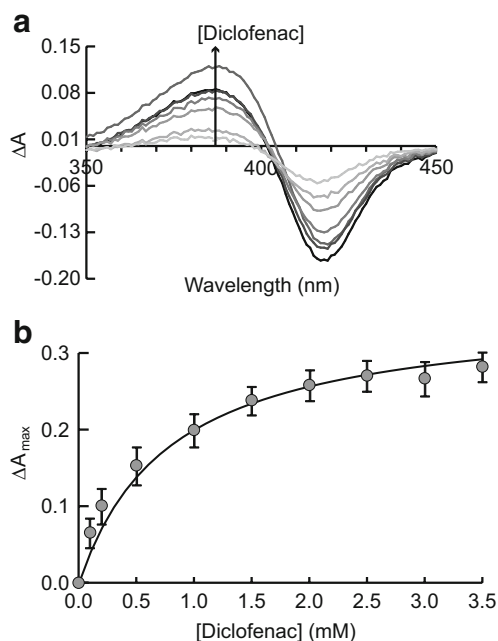 a
[Diclofenac]
0.15
0.08
0.01
-0.06
-0.13
-0.20
ΔA
350
400
450
Wavelength (nm)
b
0.3
0.2
0.1
0.0
ΔAmax
0.0 0.5 1.0 1.5 2.0 2.5 3.0 3.5
[Diclofenac] (mM)